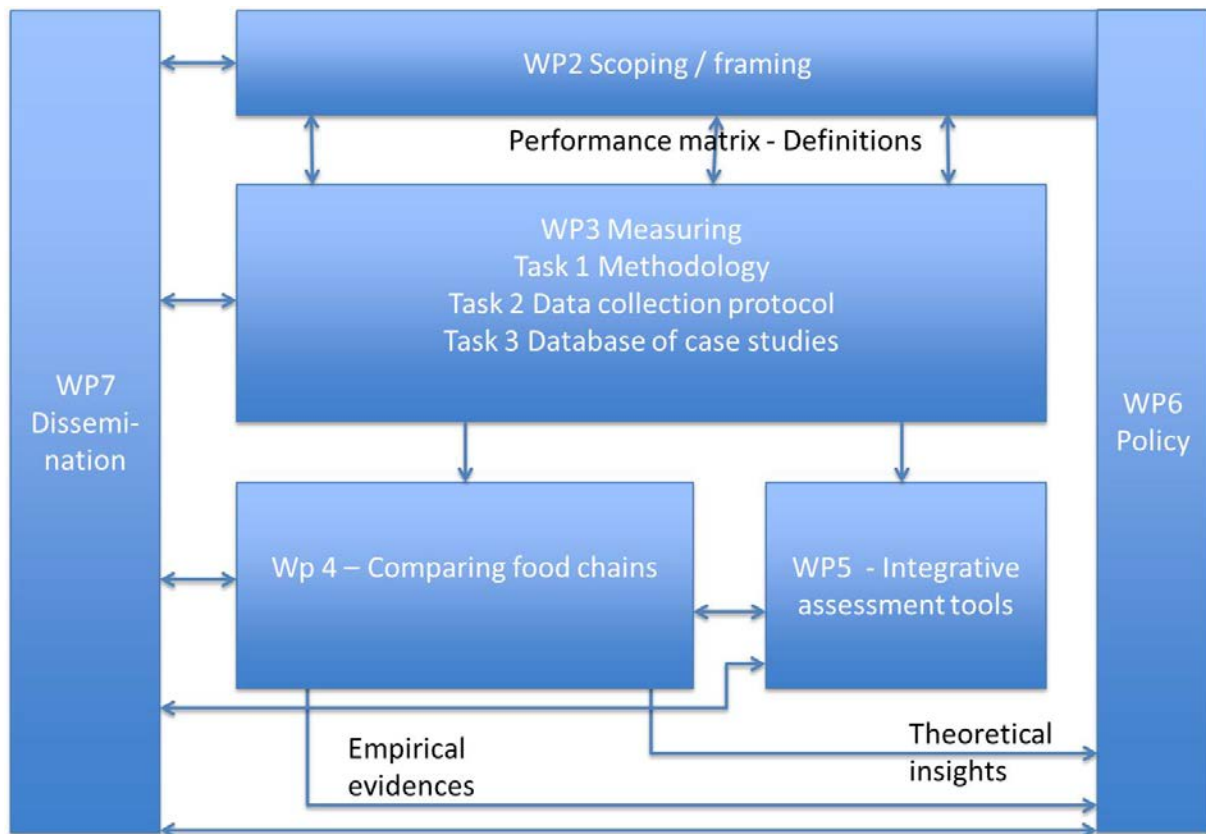 WP2 Scoping / framing
Performance matrix - Definitions
WP3 Measuring
Task 1 Methodology
Task 2 Data collection protocol
Task 3 Database of case studies
WP7
Dissemi-
nation
WP6
Policy
Wp 4 – Comparing food chains
WP5  - Integrative
assessment tools
Empirical
evidences
Theoretical
insights